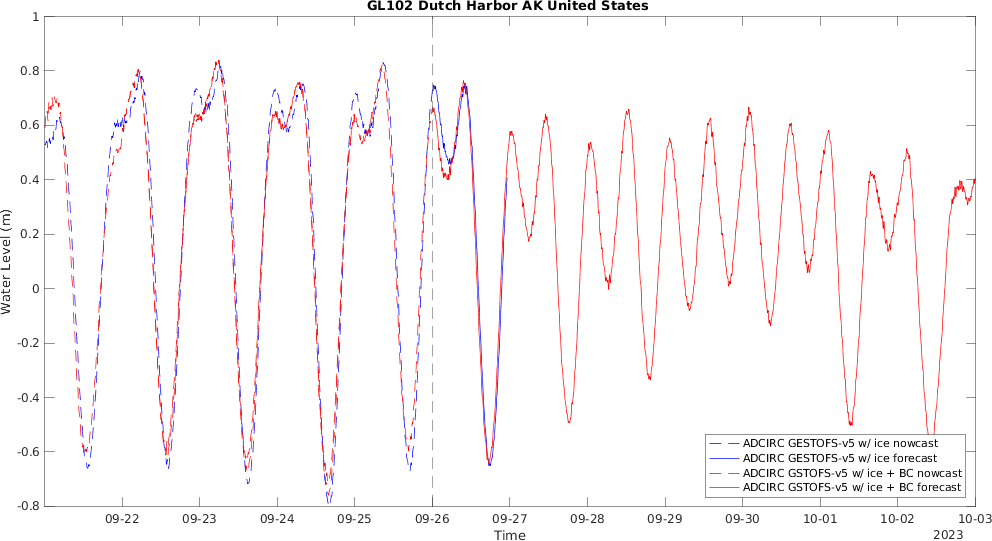 GL102 Dutch Harbor AK United States
1
0.8
0.6
0.4
0.2
0
-0.2
-0.4
-0.6
-0.8
Water Level (m)
ADCIRC GESTOFS-v5 w/ ice nowcast
ADCIRC GESTOFS-v5 w/ ice forecast
ADCIRC GSTOFS-v5 w/ ice + BC nowcast
ADCIRC GSTOFS-v5 w/ ice + BC forecast
09-22 09-23 09-24 09-25 09-26 09-27 09-28 09-29 09-30 10-01 10-02 10-03
Time
2023